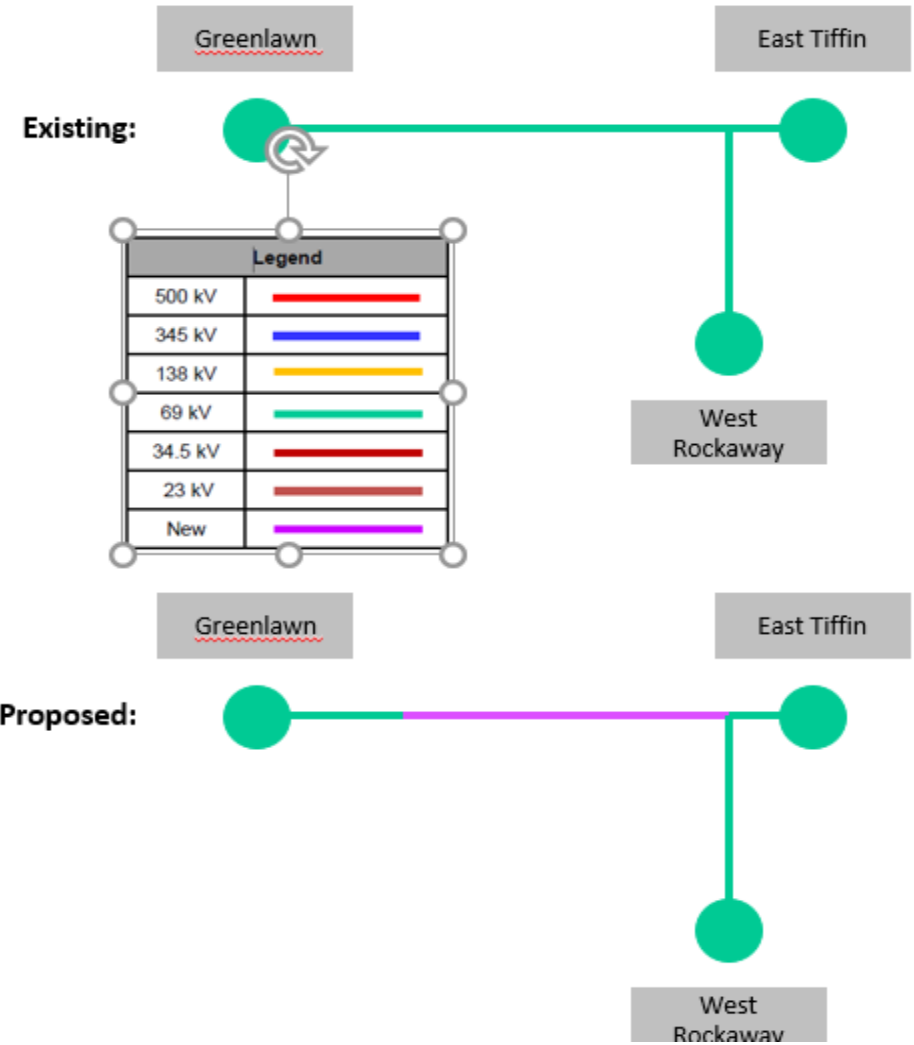 Greenlawn
East Tiffin
Existing:
Legend
500 kV
345 kV
138 kV
69 kV
34.5 kV
23 kV
New
West
Rockaway
Greenlawn
East Tiffin
Proposed:
West
Rockaway